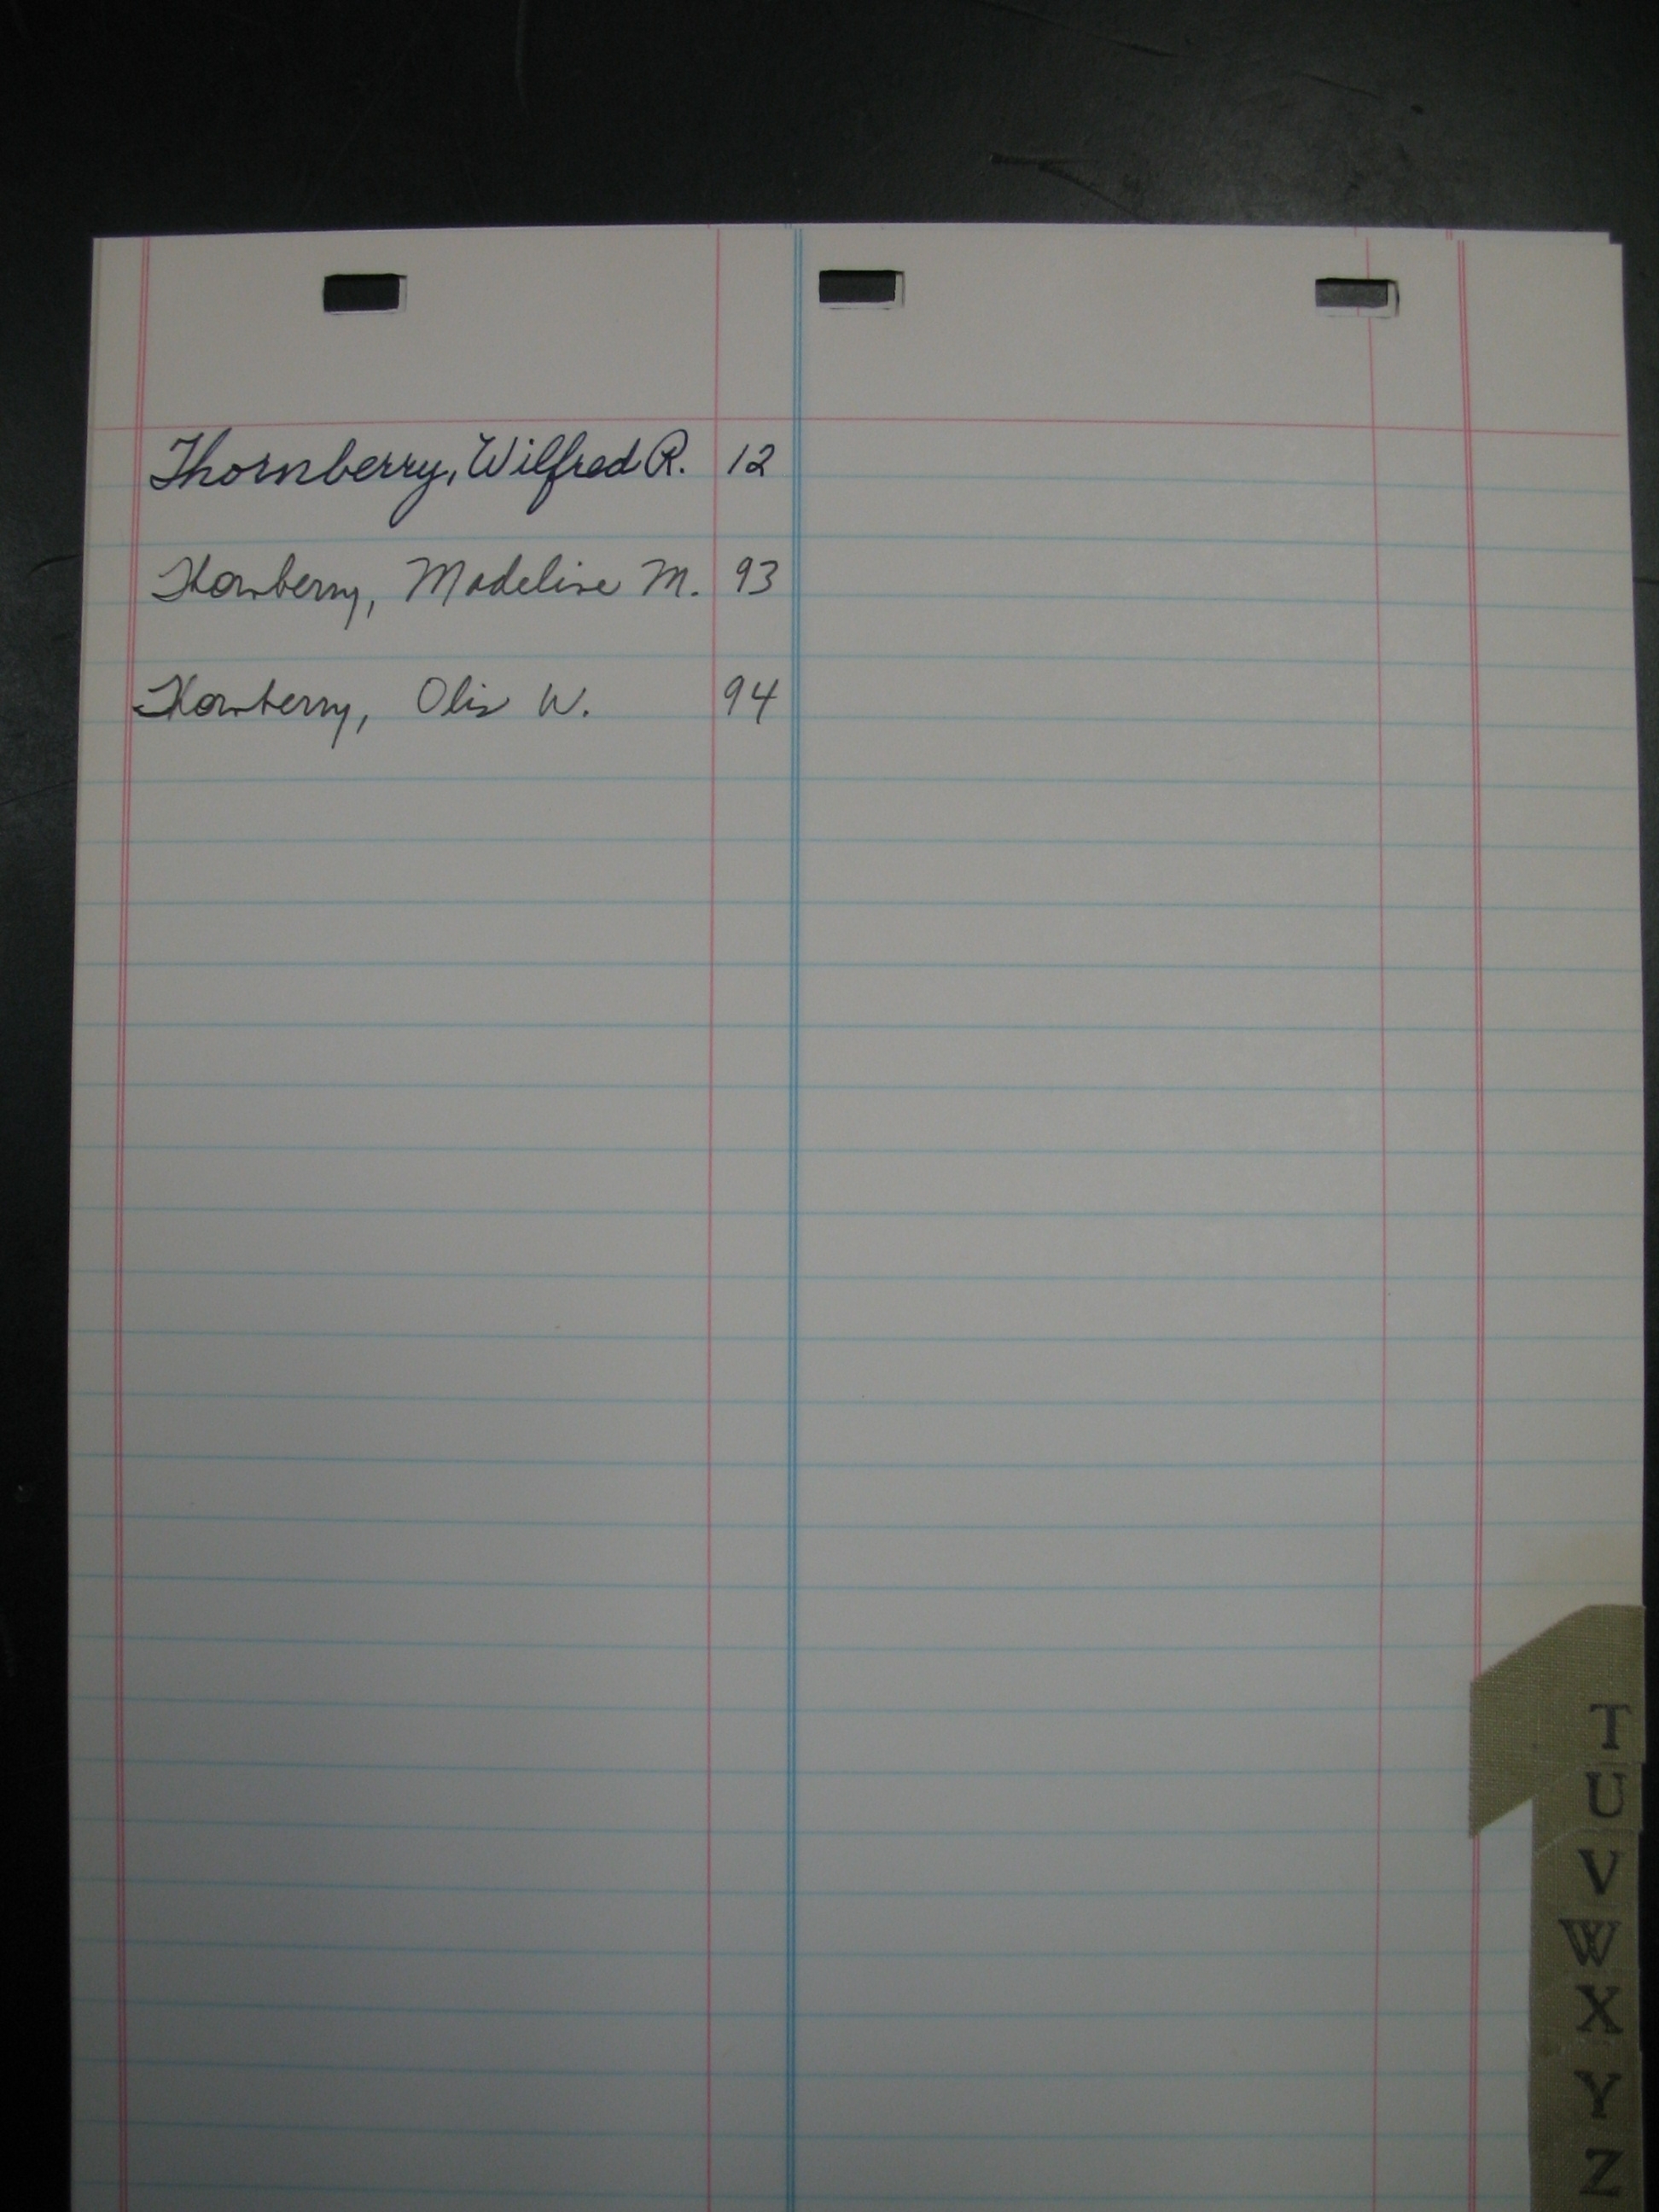 Thornberry, Wilfred R. 12
Thornberry, Madeline M. 93
Thornberry, Olis W. 94
T
U
V
W
X
Y
Z